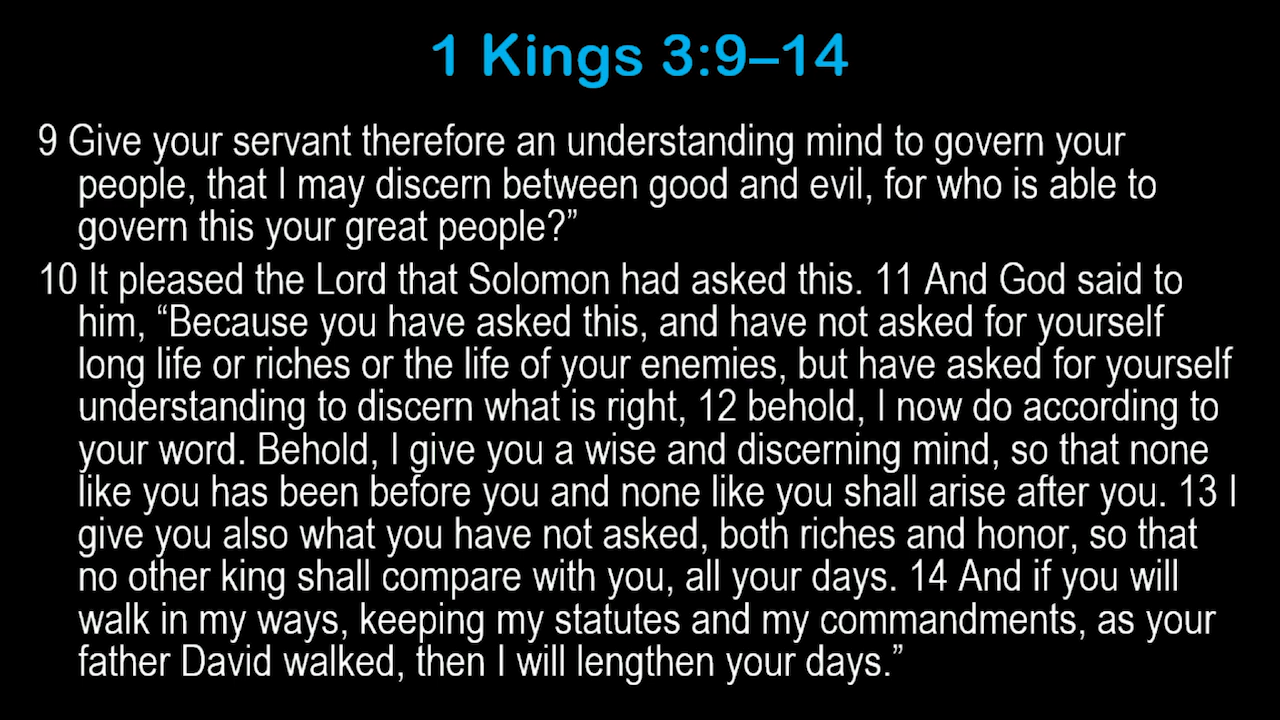 1 Kings 3:9–14
9 Give your servant therefore an understanding mind to govern your
people, that I may discern between good and evil, for who is able to
govern this your great people?”
10 It pleased the Lord that Solomon had asked this. 11 And God said to
him, “Because you have asked this, and have not asked for yourself
long life or riches or the life of your enemies, but have asked for yourself
understanding to discern what is right, 12 behold, I now do according to
your word. Behold, I give you a wise and discerning mind, so that none
like you has been before you and none like you shall arise after you. 13 I
give you also what you have not asked, both riches and honor, so that
no other king shall compare with you, all your days. 14 And if you will
walk in my ways, keeping my statutes and my commandments, as your
father David walked, then I will lengthen your days.”